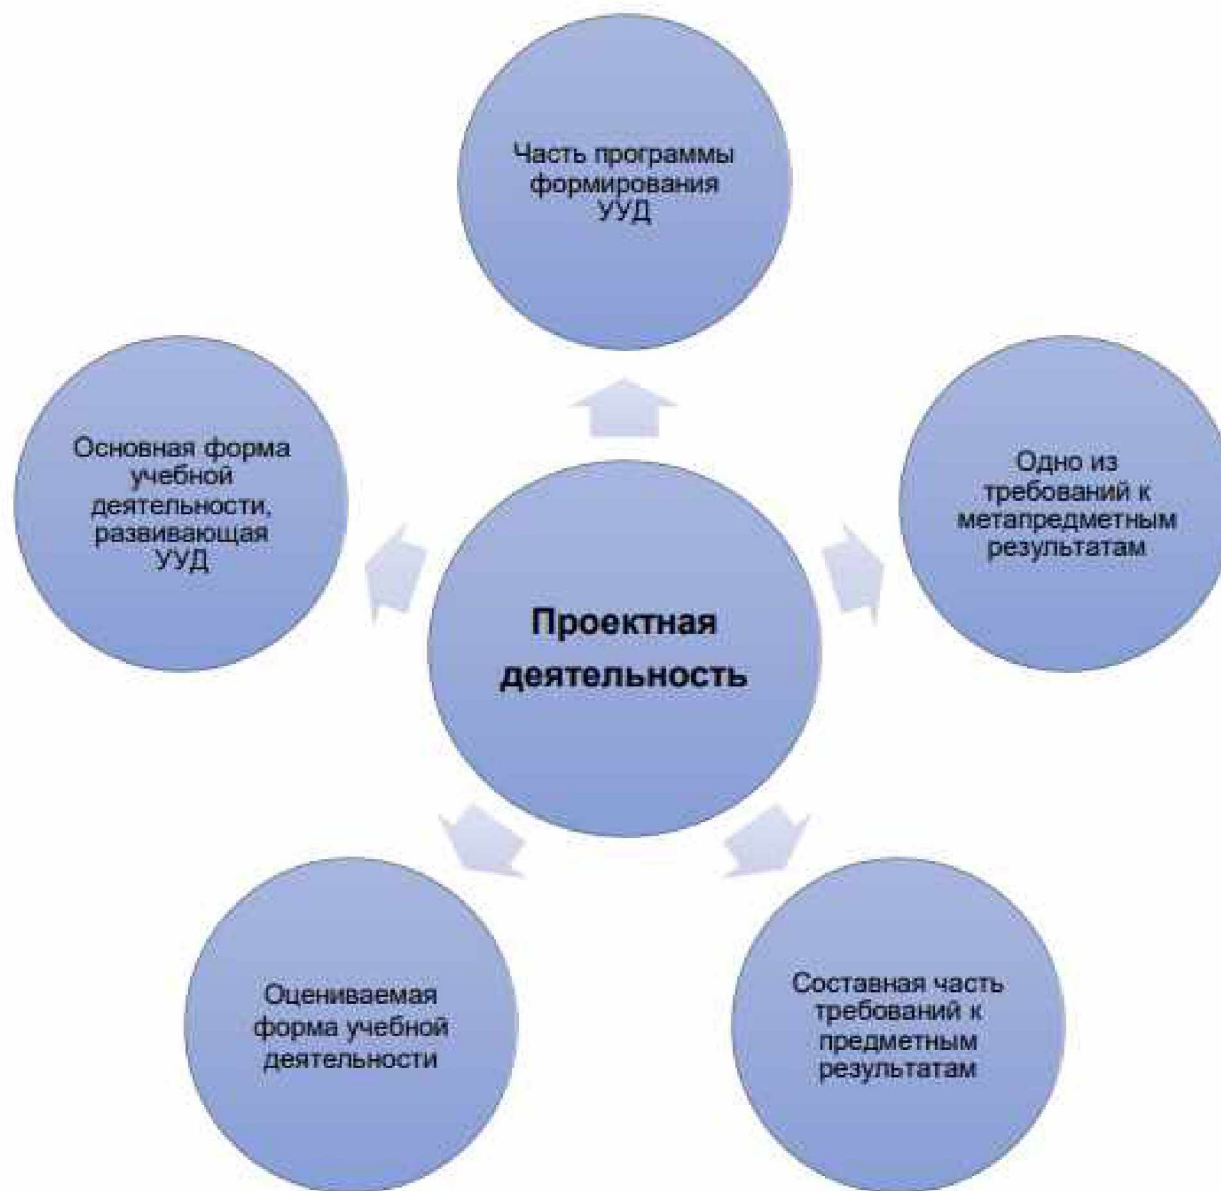 Часть программы
формирования
УУД
Основная форма
учебной
деятельности,
развивающая
УУД
Одно из
требований к
метапредметным
результатам
Проектная
деятельность
Оцениваемая
форма учебной
деятельности
Составная часть
требований к
предметным
результатам